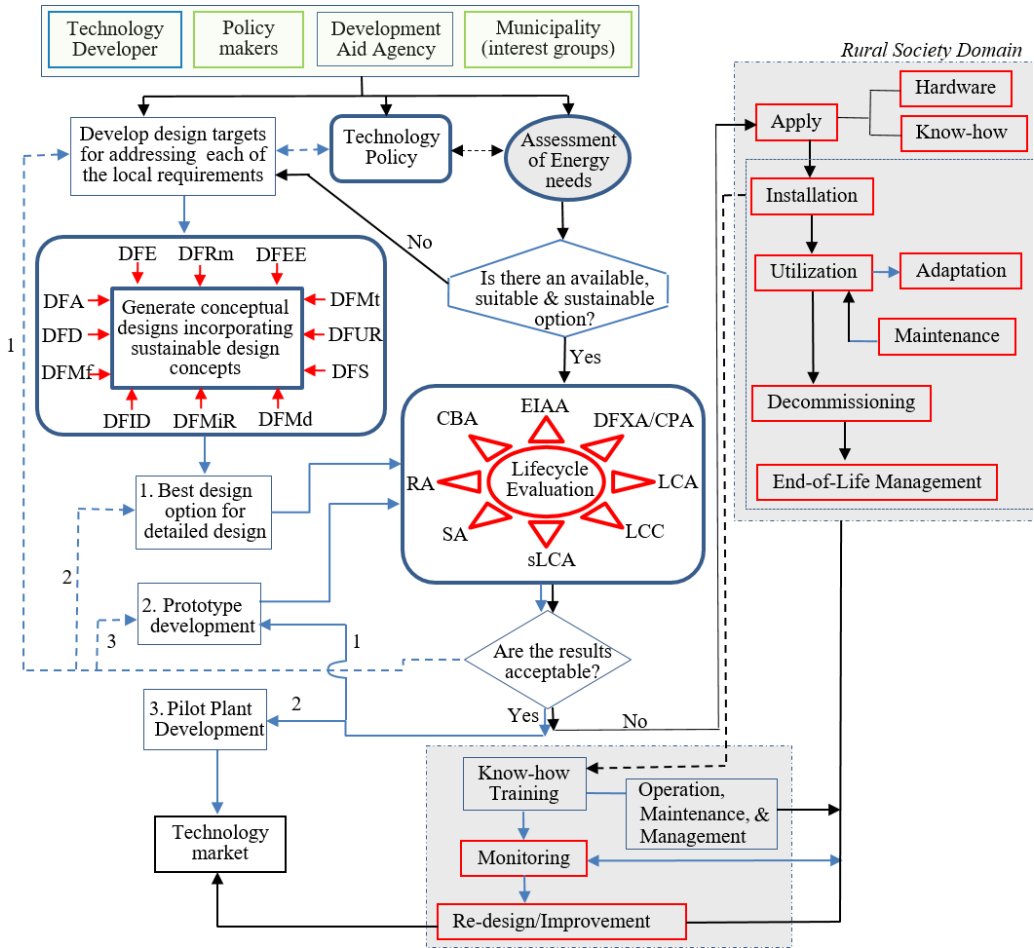 Technology
Developer
Policy
makers
Development
Aid Agency
Municipality
(interest groups)
Rural Society Domain
Develop design targets
for addressing each of
the local requirements
Technology
Policy
Assessment
of Energy
needs
Apply
Hardware
Know-how
Installation
Utilization
Adaptation
Maintenance
Decommissioning
End-of-Life Management
No
Is there an available,
suitable & sustainable
option?
Yes
DFE
DFRm
DFEE
DFA
DFMt
DFD
DFUR
DFMf
DFS
DFID
DFMiR
DFMd
Generate conceptual
designs incorporating
sustainable design
concepts
1
CBA
EIAA
DFXA/CPA
RA
Lifecycle
Evaluation
LCA
SA
LCC
sLCA
1. Best design
option for
detailed design
2
2. Prototype
development
3
1
Are the results
acceptable?
Yes
No
3. Pilot Plant
Development
2
Know-how
Training
Operation,
Maintenance, &
Management
Technology
market
Monitoring
Re-design/Improvement